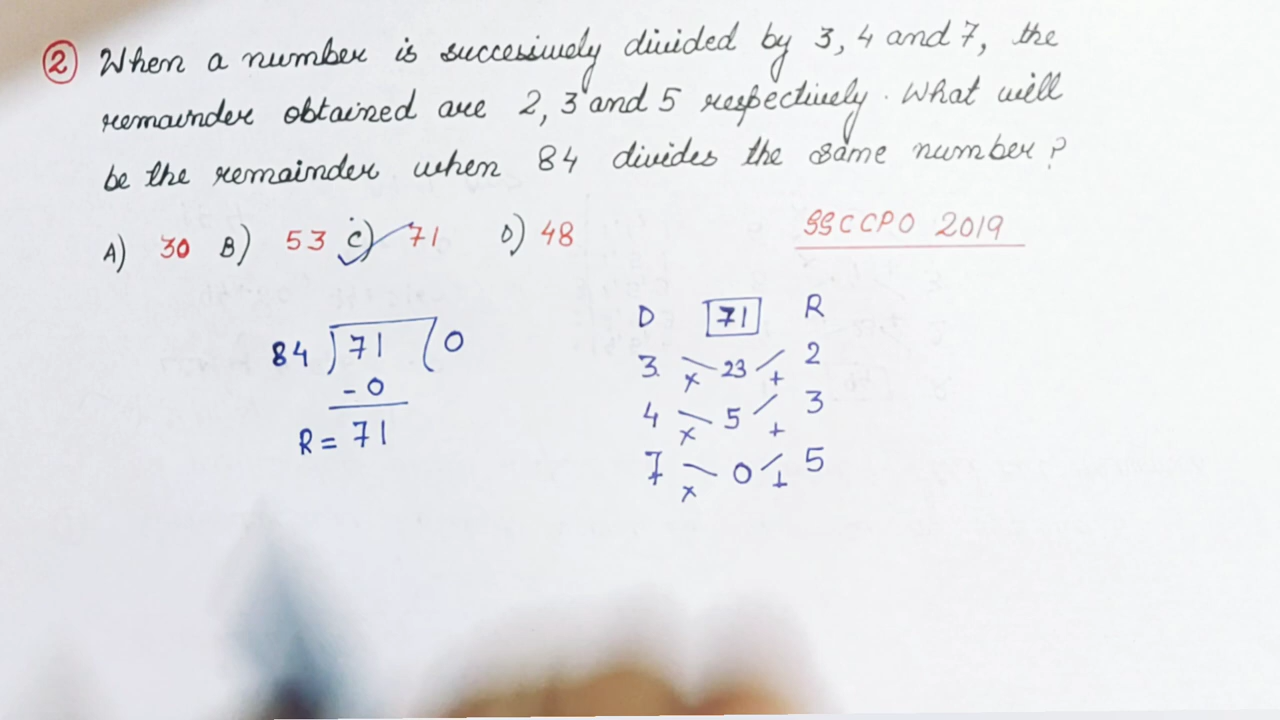 2 When a number is successively divided by 3, 4 and 7, the
remainder obtained are 2, 3 and 5 respectively. What will
be the remainder when 84 divides the same number?
A) 30 B) 53 C) 71 D) 48
SSC CPO 2019
D 71 R
84 ) 71 ( 0
3 × 23 + 2
- 0
4 × 5 + 3
R = 71
7 × 0 + 5